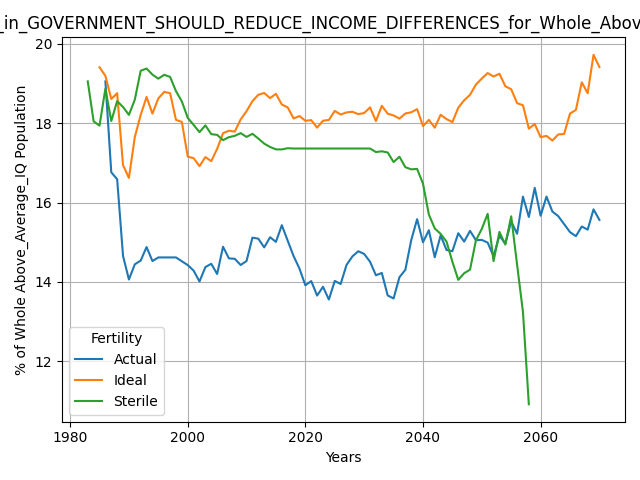 _in_GOVERNMENT_SHOULD_REDUCE_INCOME_DIFFERENCES_for_Whole_Abov
20
18
16
14
12
% of Whole Above_Average_IQ Population
Fertility
Actual
Ideal
Sterile
1980
2000
2020
2040
2060
Years